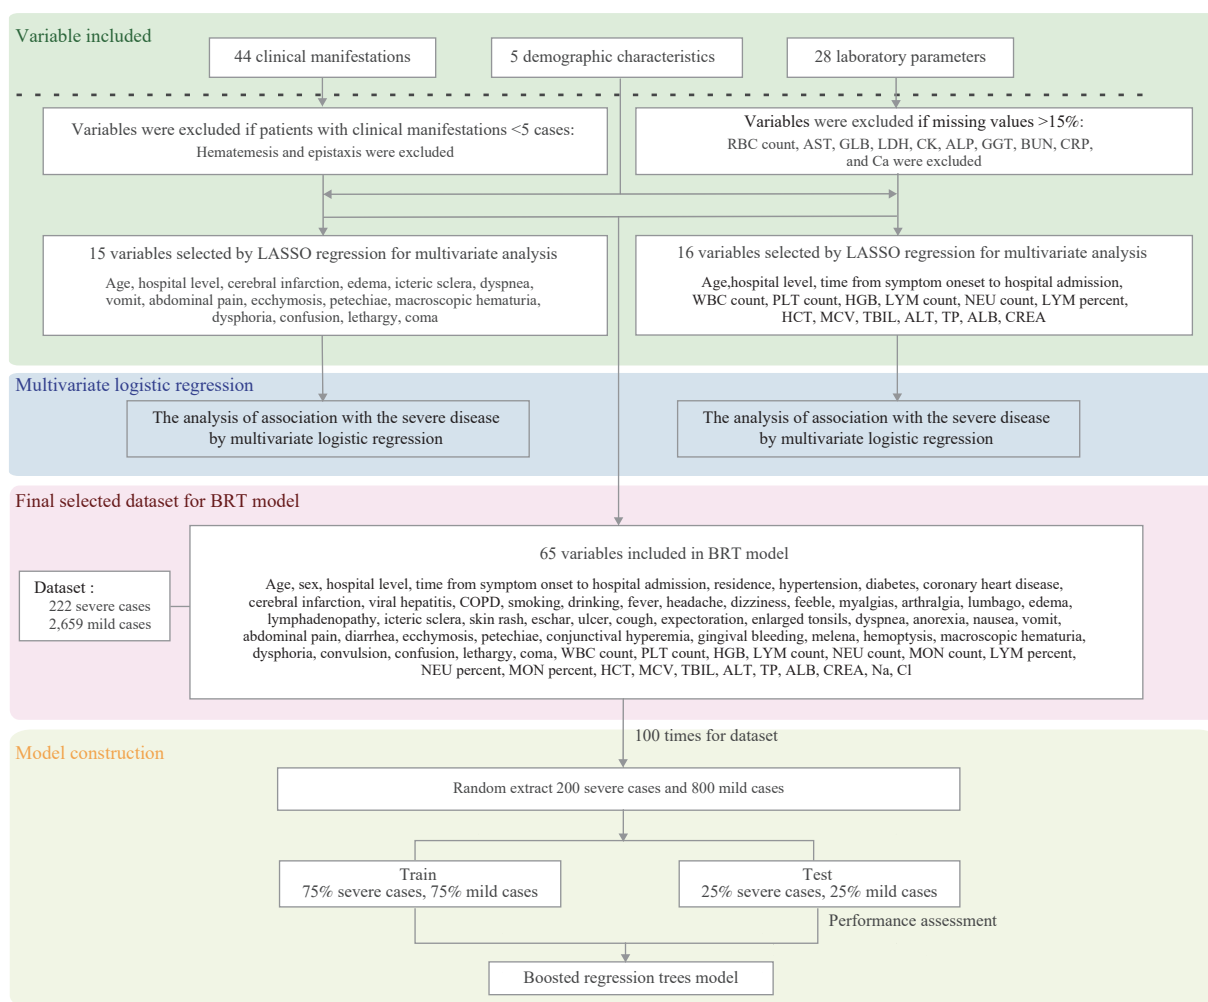 Variable included
44 clinical manifestations
5 demographic characteristics
28 laboratory parameters
Variables were excluded if patients with clinical manifestations <5 cases:
Hematemesis and epistaxis were excluded
Variables were excluded if missing values >15%:
RBC count, AST, GLB, LDH, CK, ALP, GGT, BUN, CRP,
and Ca were excluded
15 variables selected by LASSO regression for multivariate analysis
Age, hospital level, cerebral infarction, edema, icteric sclera, dyspnea,
vomit, abdominal pain, ecchymosis, petechiae, macroscopic hematuria,
dysphoria, confusion, lethargy, coma
16 variables selected by LASSO regression for multivariate analysis
Age,hospital level, time from symptom oneset to hospital admission,
WBC count, PLT count, HGB, LYM count, NEU count, LYM percent,
HCT, MCV, TBIL, ALT, TP, ALB, CREA
Multivariate logistic regression
The analysis of association with the severe disease
by multivariate logistic regression
The analysis of association with the severe disease
by multivariate logistic regression
Final selected dataset for BRT model
Dataset :
222 severe cases
2,659 mild cases
65 variables included in BRT model
Age, sex, hospital level, time from symptom onset to hospital admission, residence, hypertension, diabetes, coronary heart disease,
cerebral infarction, viral hepatitis, COPD, smoking, drinking, fever, headache, dizziness, feeble, myalgias, arthralgia, lumbago, edema,
lymphadenopathy, icteric sclera, skin rash, eschar, ulcer, cough, expectoration, enlarged tonsils, dyspnea, anorexia, nausea, vomit,
abdominal pain, diarrhea, ecchymosis, petechiae, conjunctival hyperemia, gingival bleeding, melena, hemoptysis, macroscopic hematuria,
dysphoria, convulsion, confusion, lethargy, coma, WBC count, PLT count, HGB, LYM count, NEU count, MON count, LYM percent,
NEU percent, MON percent, HCT, MCV, TBIL, ALT, TP, ALB, CREA, Na, Cl
100 times for dataset
Model construction
Random extract 200 severe cases and 800 mild cases
Train
75% severe cases, 75% mild cases
Test
25% severe cases, 25% mild cases
Performance assessment
Boosted regression trees model